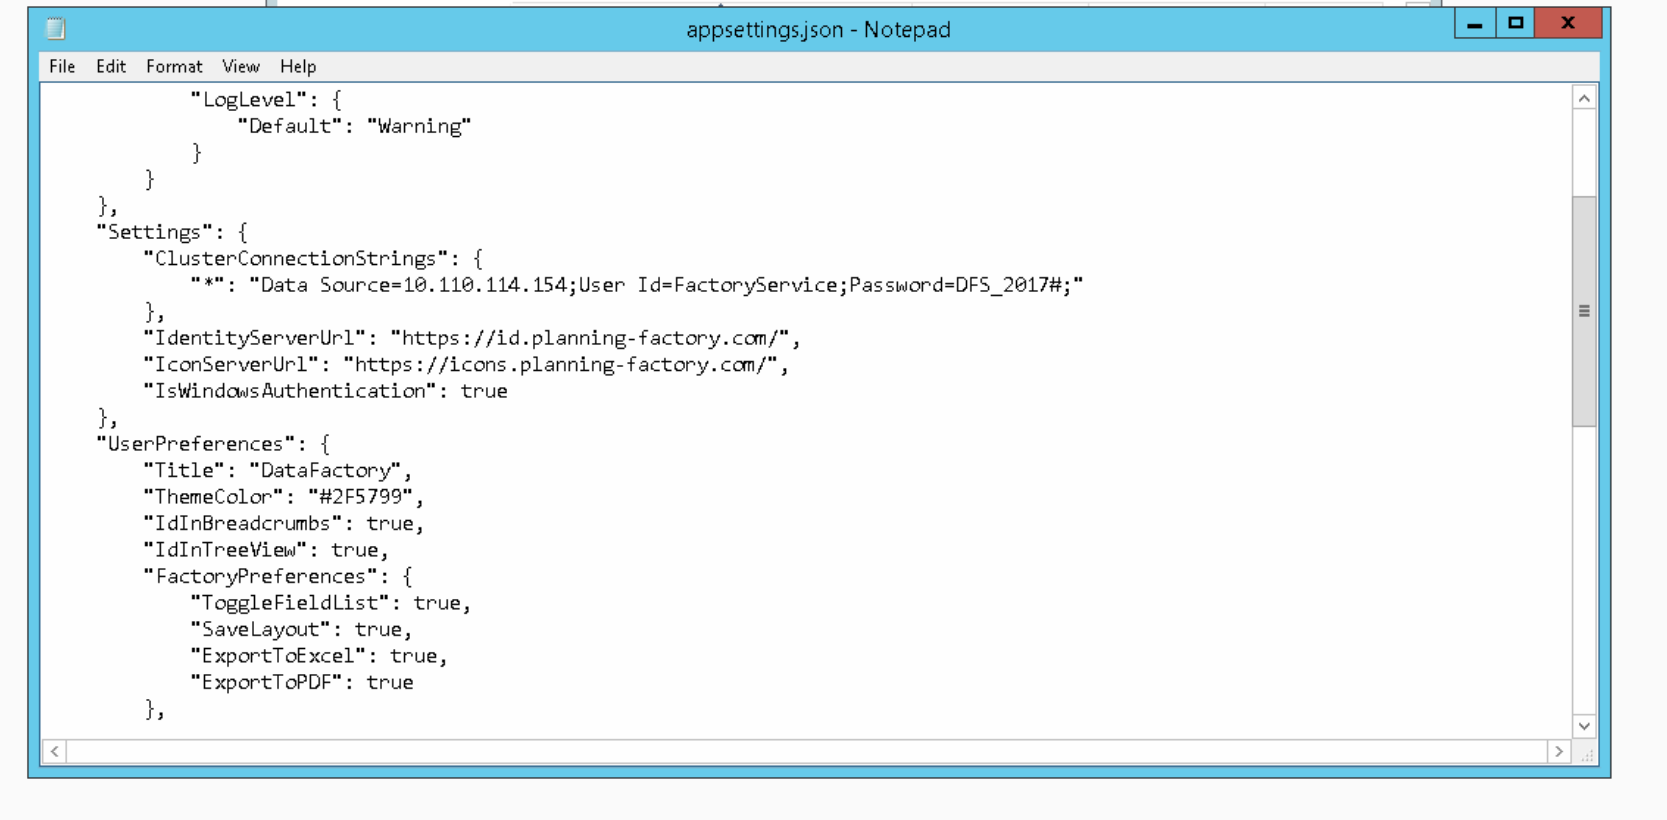 appsettings.json - Notepad
File Edit Format View Help
"LogLevel": {
"Default": "Warning"
}
}
},
"Settings": {
"ClusterConnectionStrings": {
"*": "Data Source=10.110.114.154;User Id=FactoryService;Password=DFS_2017#;"
},
"IdentityServerUrl": "https://id.planning-factory.com/",
"IconServerUrl": "https://icons.planning-factory.com/",
"IsWindowsAuthentication": true
},
"UserPreferences": {
"Title": "DataFactory",
"ThemeColor": "#2F5799",
"IdInBreadcrumbs": true,
"IdInTreeView": true,
"FactoryPreferences": {
"ToggleFieldList": true,
"SaveLayout": true,
"ExportToExcel": true,
"ExportToPDF": true
},